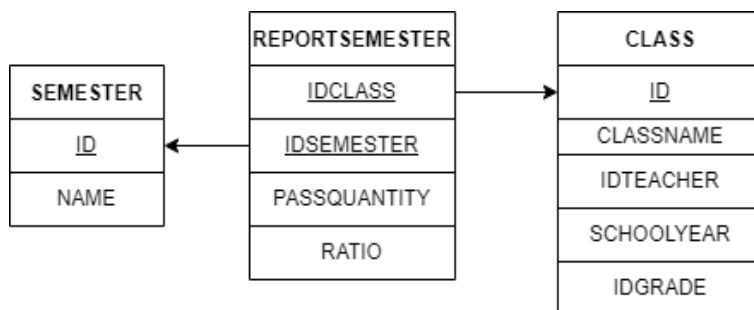 SEMESTER
ID
NAME
REPORTSEMESTER
IDCLASS
IDSEMESTER
PASSQUANTITY
RATIO
CLASS
ID
CLASSNAME
IDTEACHER
SCHOOLYEAR
IDGRADE